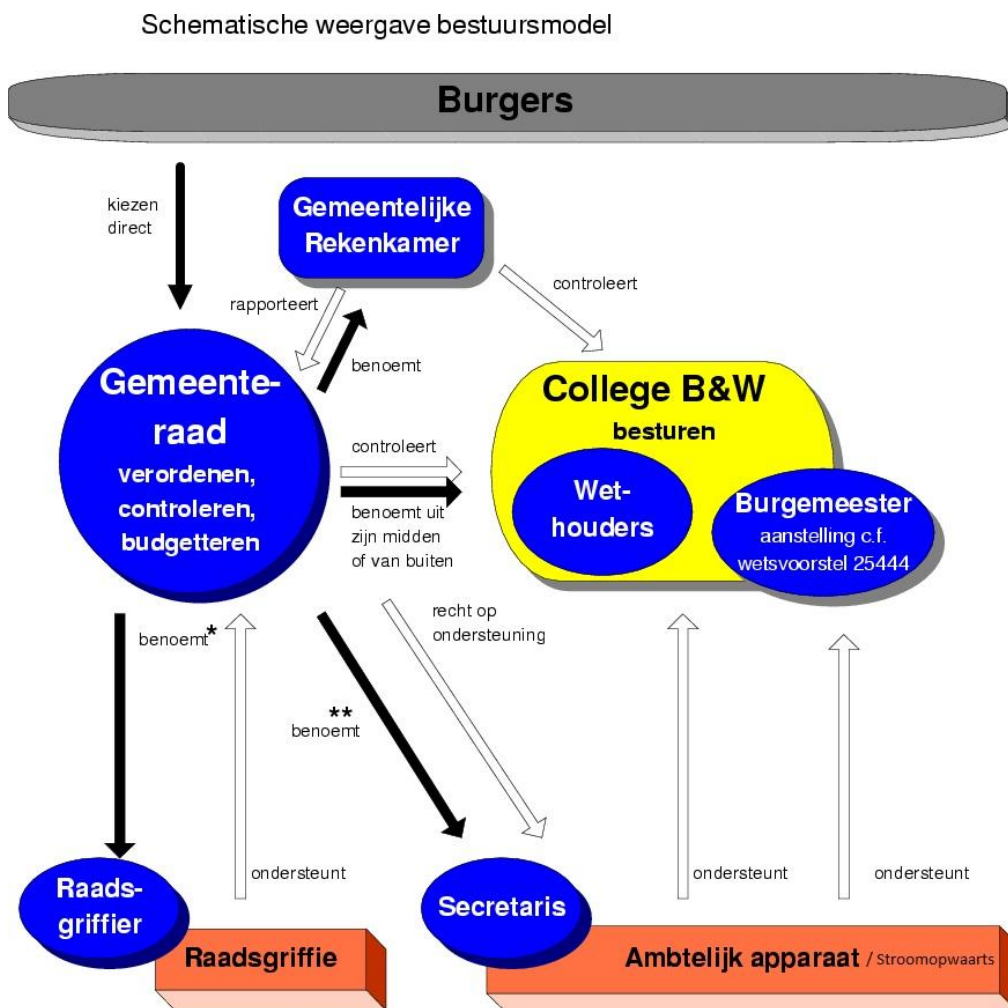 Schematische weergave bestuursmodel
Burgers
kiezen
direct
Gemeentelijke
Rekenkamer
rapporteert
controleert
benoemt
Gemeente-
raad
verordenen,
controleren,
budgetteren
controleert
benoemt uit
zijn midden
of van buiten
College B&W
besturen
Wet-
houders
Burgemeester
aanstelling c.f.
wetsvoorstel 25444
benoemt*
recht op
ondersteuning
**
benoemt
ondersteunt
ondersteunt
ondersteunt
Raads-
griffier
Raadsgriffie
Secretaris
Ambtelijk apparaat / Stroomopwaarts